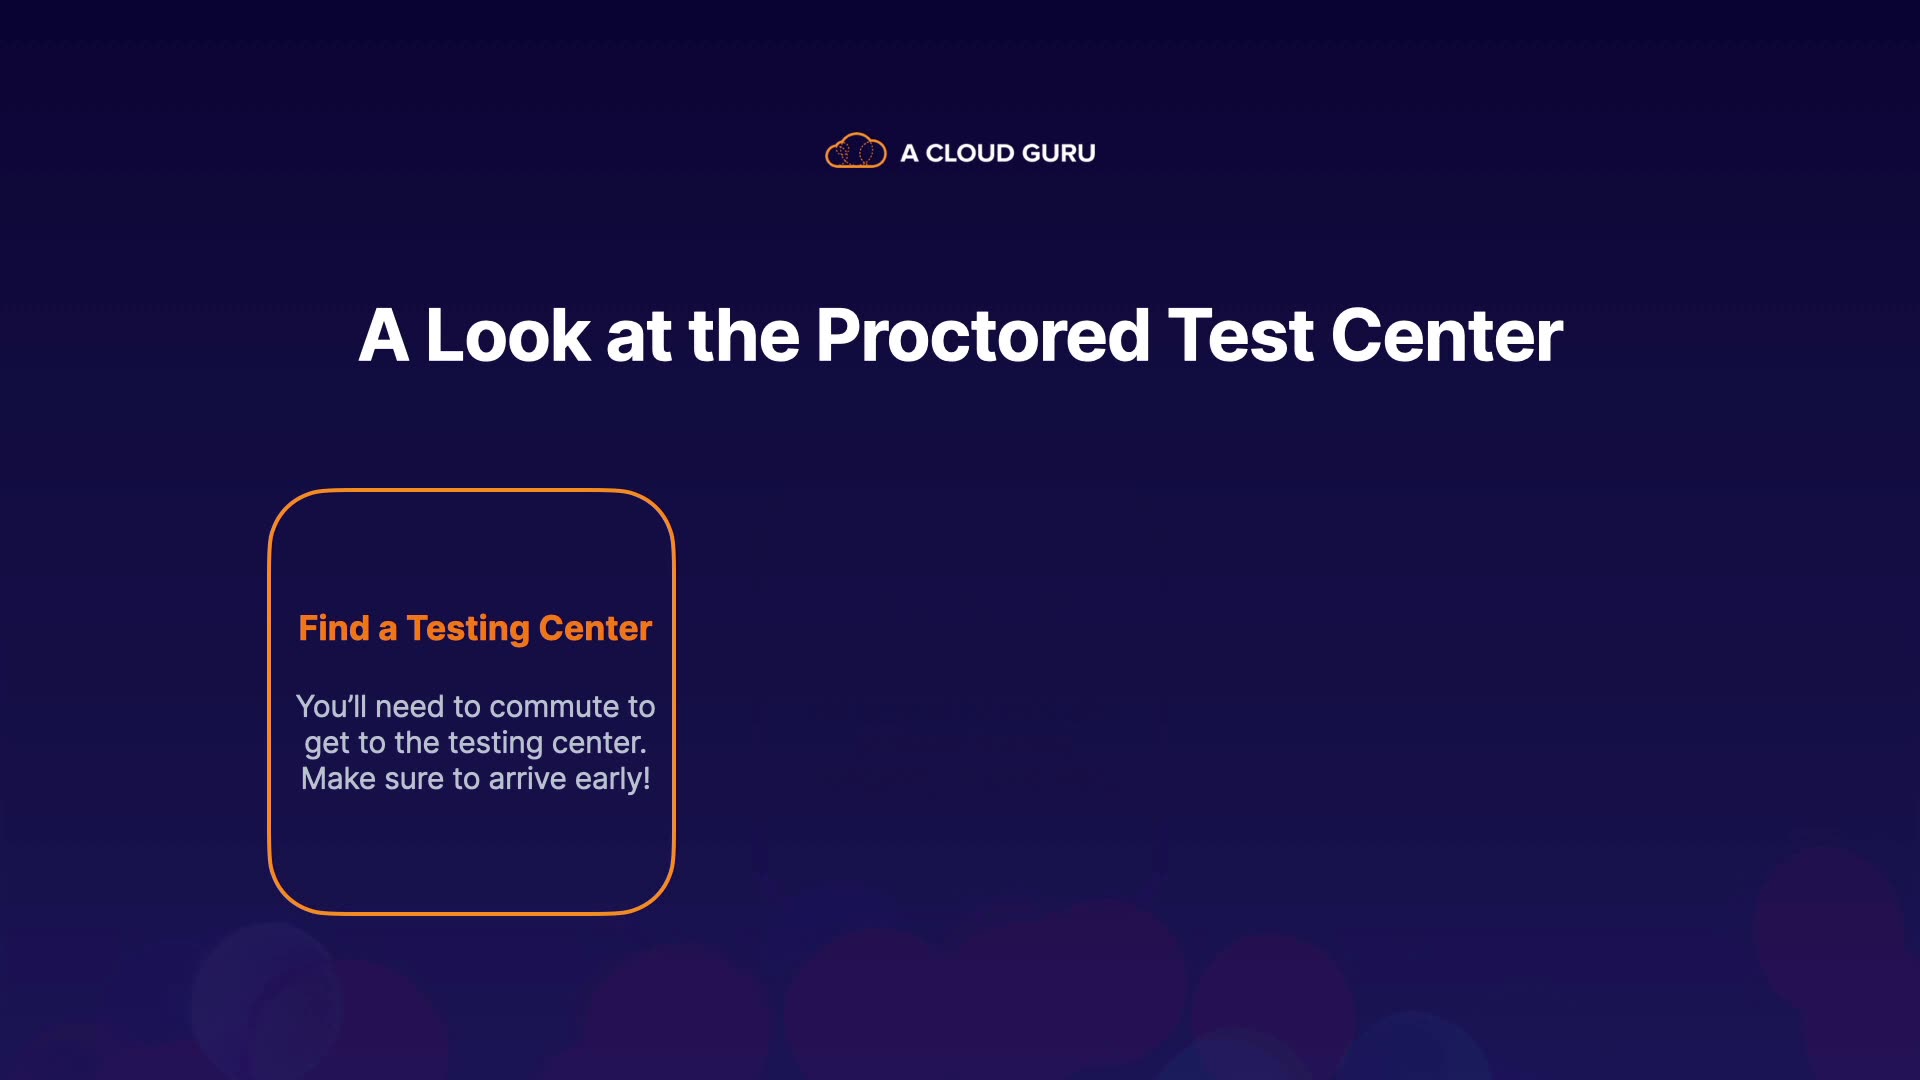 A CLOUD GURU
A Look at the Proctored Test Center
Find a Testing Center
You’ll need to commute to
get to the testing center.
Make sure to arrive early!